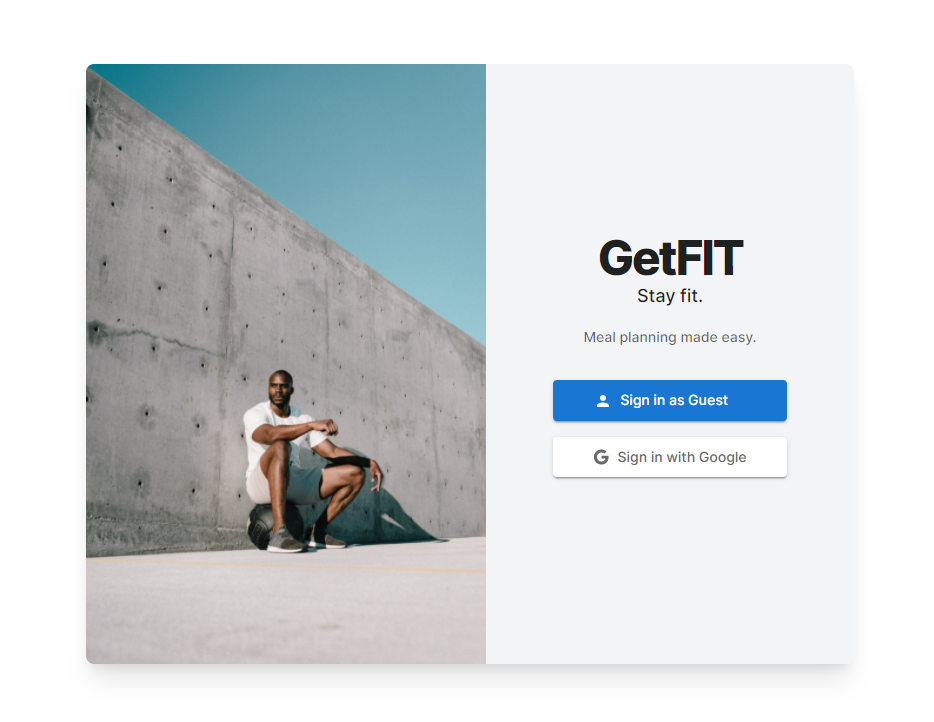 GetFIT
Stay fit.
Meal planning made easy.
Sign in as Guest
Sign in with Google